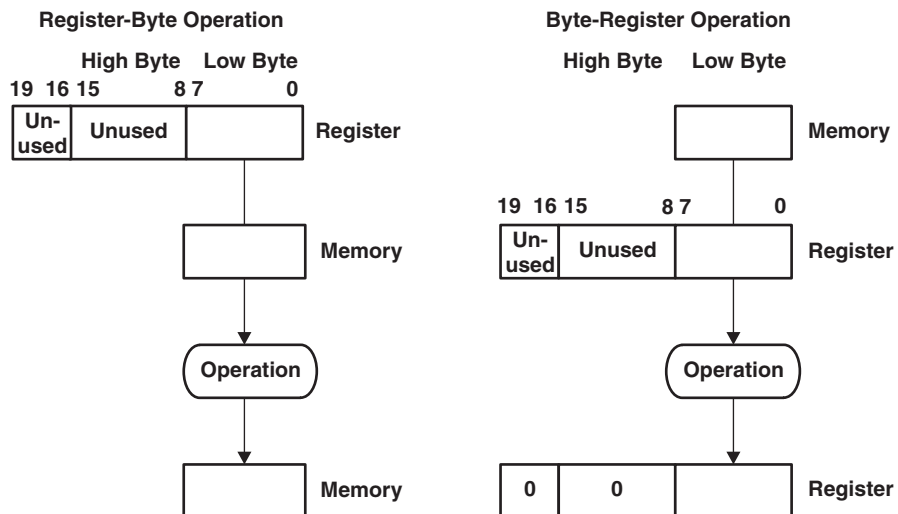 Register-Byte Operation
High Byte Low Byte
19 16 15 8 7 0
Un-
used
Unused
Register
Memory
Operation
Memory
Byte-Register Operation
High Byte Low Byte
Memory
19 16 15 8 7 0
Un-
used
Unused
Register
Operation
0 0 Register